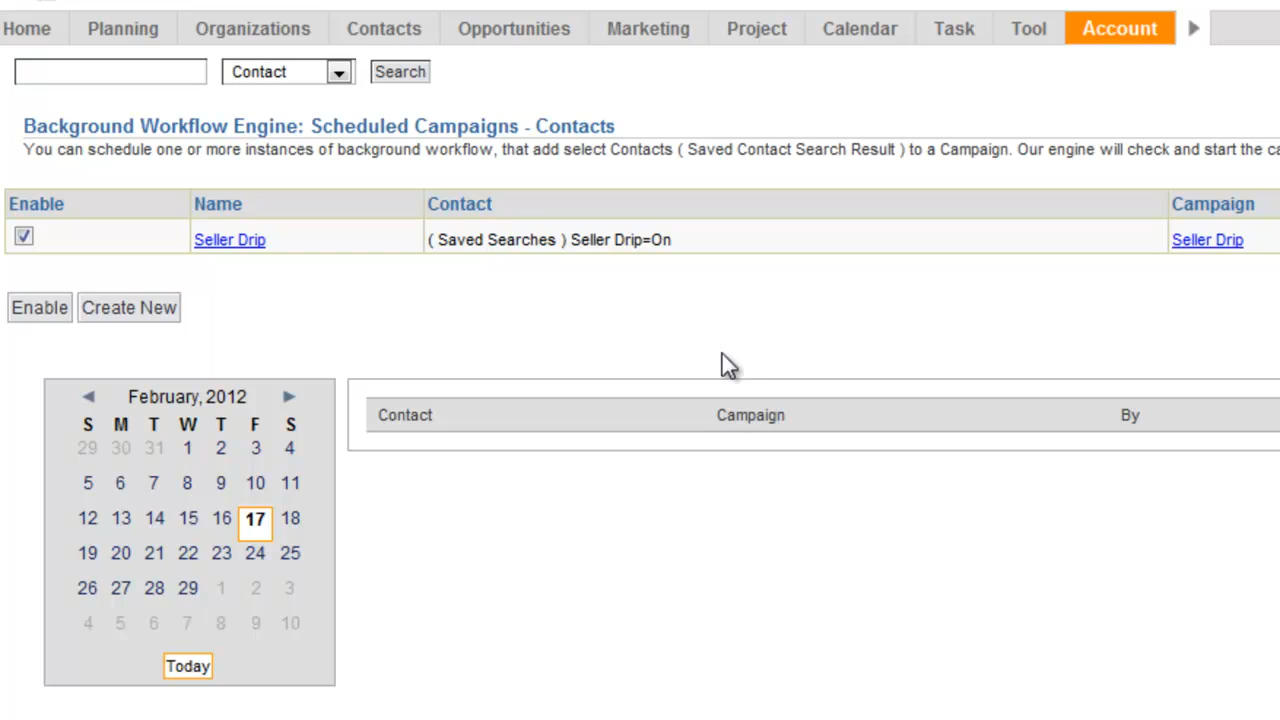 Home Planning Organizations Contacts Opportunities Marketing Project Calendar Task Tool Account
Contact Search
Background Workflow Engine: Scheduled Campaigns - Contacts
You can schedule one or more instances of background workflow, that add select Contacts ( Saved Contact Search Result ) to a Campaign. Our engine will check and start the ca
Enable Name Contact Campaign
Seller Drip ( Saved Searches ) Seller Drip=On Seller Drip
Enable Create New
February, 2012
S M T W T F S
29 30 31 1 2 3 4
5 6 7 8 9 10 11
12 13 14 15 16 17 18
19 20 21 22 23 24 25
26 27 28 29 1 2 3
4 5 6 7 8 9 10
Today
Contact Campaign By